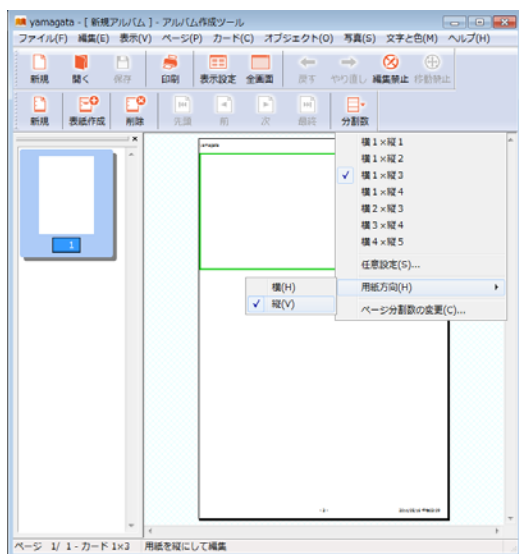 yamagata - [ 新規アルバム ] - アルバム作成ツール
ファイル(F) 編集(E) 表示(V) ページ(P) カード(C) オブジェクト(O) 写真(S) 文字と色(M) ヘルプ(H)
新規 開く 保存 印刷 表示設定 全画面 戻す やり直し 編集禁止 移動禁止
新規 表紙作成 削除 先頭 前 次 最終 分割数
yamagata
横1×縦1
横1×縦2
✓ 横1×縦3
横1×縦4
横2×縦3
横3×縦4
横4×縦5
任意設定(S)...
用紙方向(H)
横(H)
✓ 縦(V)
ページ分割数の変更(C)...
1
-1-
ページ 1/ 1 - カード 1×3 用紙を縦にして編集